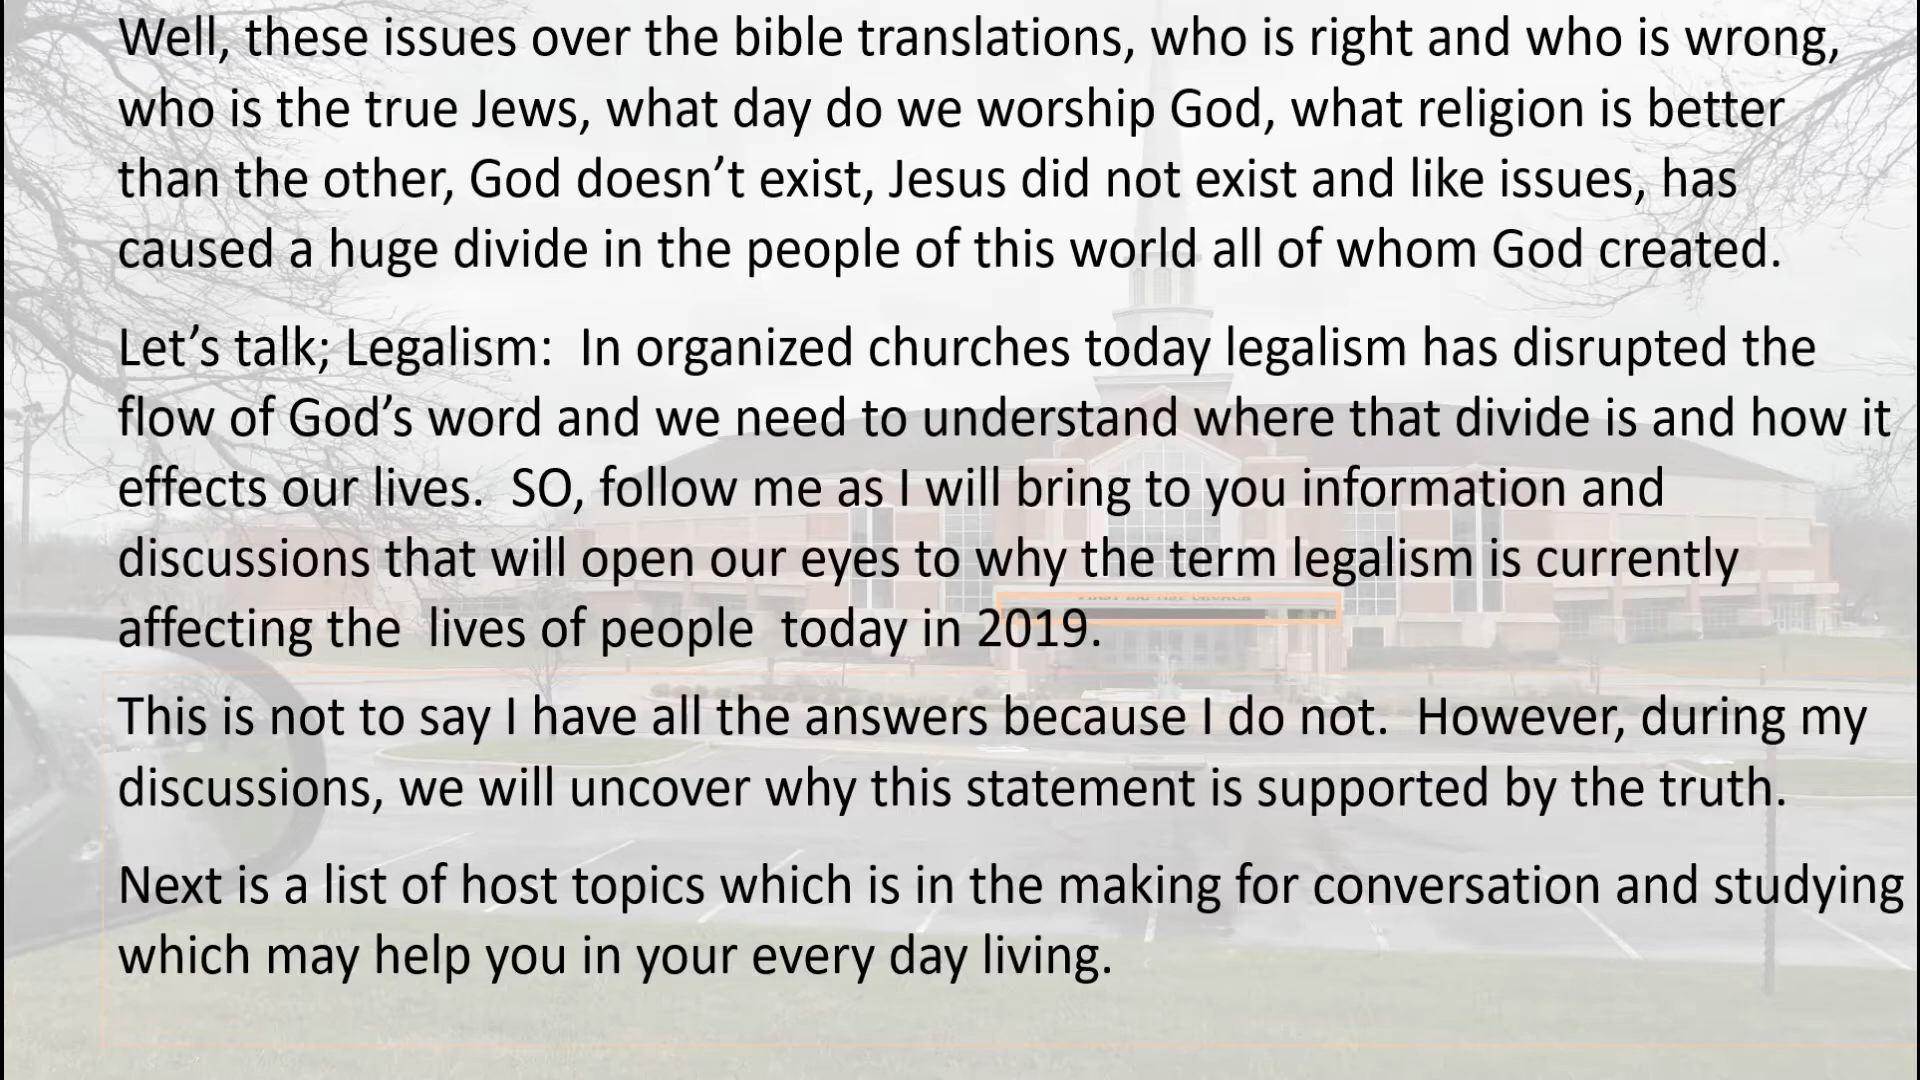 Well, these issues over the bible translations, who is right and who is wrong,
who is the true Jews, what day do we worship God, what religion is better
than the other, God doesn’t exist, Jesus did not exist and like issues, has
caused a huge divide in the people of this world all of whom God created.
Let’s talk; Legalism:  In organized churches today legalism has disrupted the
flow of God’s word and we need to understand where that divide is and how it
effects our lives.  SO, follow me as I will bring to you information and
discussions that will open our eyes to why the term legalism is currently
FIRST BAPTIST CHURCH
affecting the  lives of people  today in 2019.
This is not to say I have all the answers because I do not.  However, during my
discussions, we will uncover why this statement is supported by the truth.
Next is a list of host topics which is in the making for conversation and studying
which may help you in your every day living.